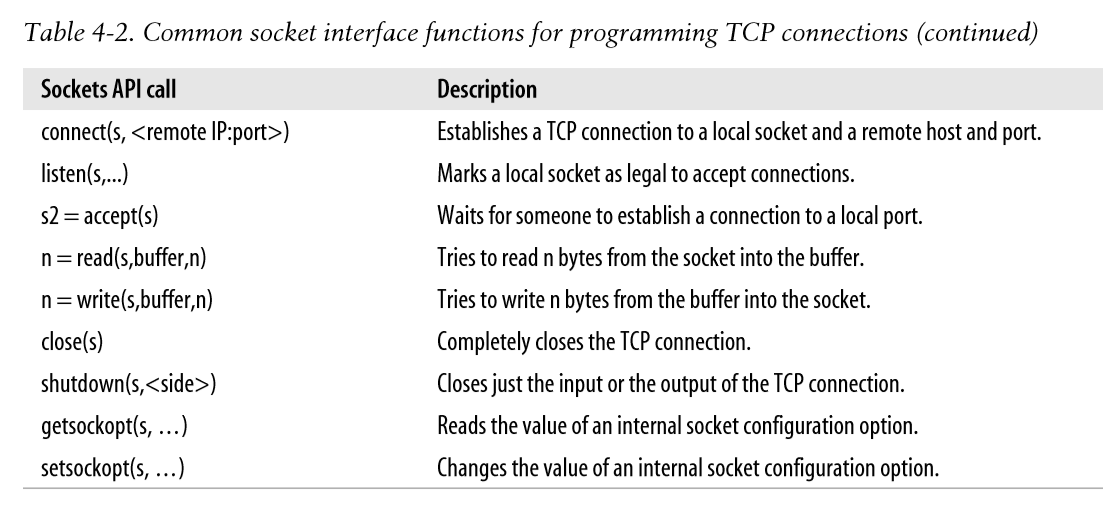 Table 4-2. Common socket interface functions for programming TCP connections (continued)
Sockets API call Description
connect(s, <remote IP:port>) Establishes a TCP connection to a local socket and a remote host and port.
listen(s,...) Marks a local socket as legal to accept connections.
s2 = accept(s) Waits for someone to establish a connection to a local port.
n = read(s,buffer,n) Tries to read n bytes from the socket into the buffer.
n = write(s,buffer,n) Tries to write n bytes from the buffer into the socket.
close(s) Completely closes the TCP connection.
shutdown(s,<side>) Closes just the input or the output of the TCP connection.
getsockopt(s, …) Reads the value of an internal socket configuration option.
setsockopt(s, …) Changes the value of an internal socket configuration option.